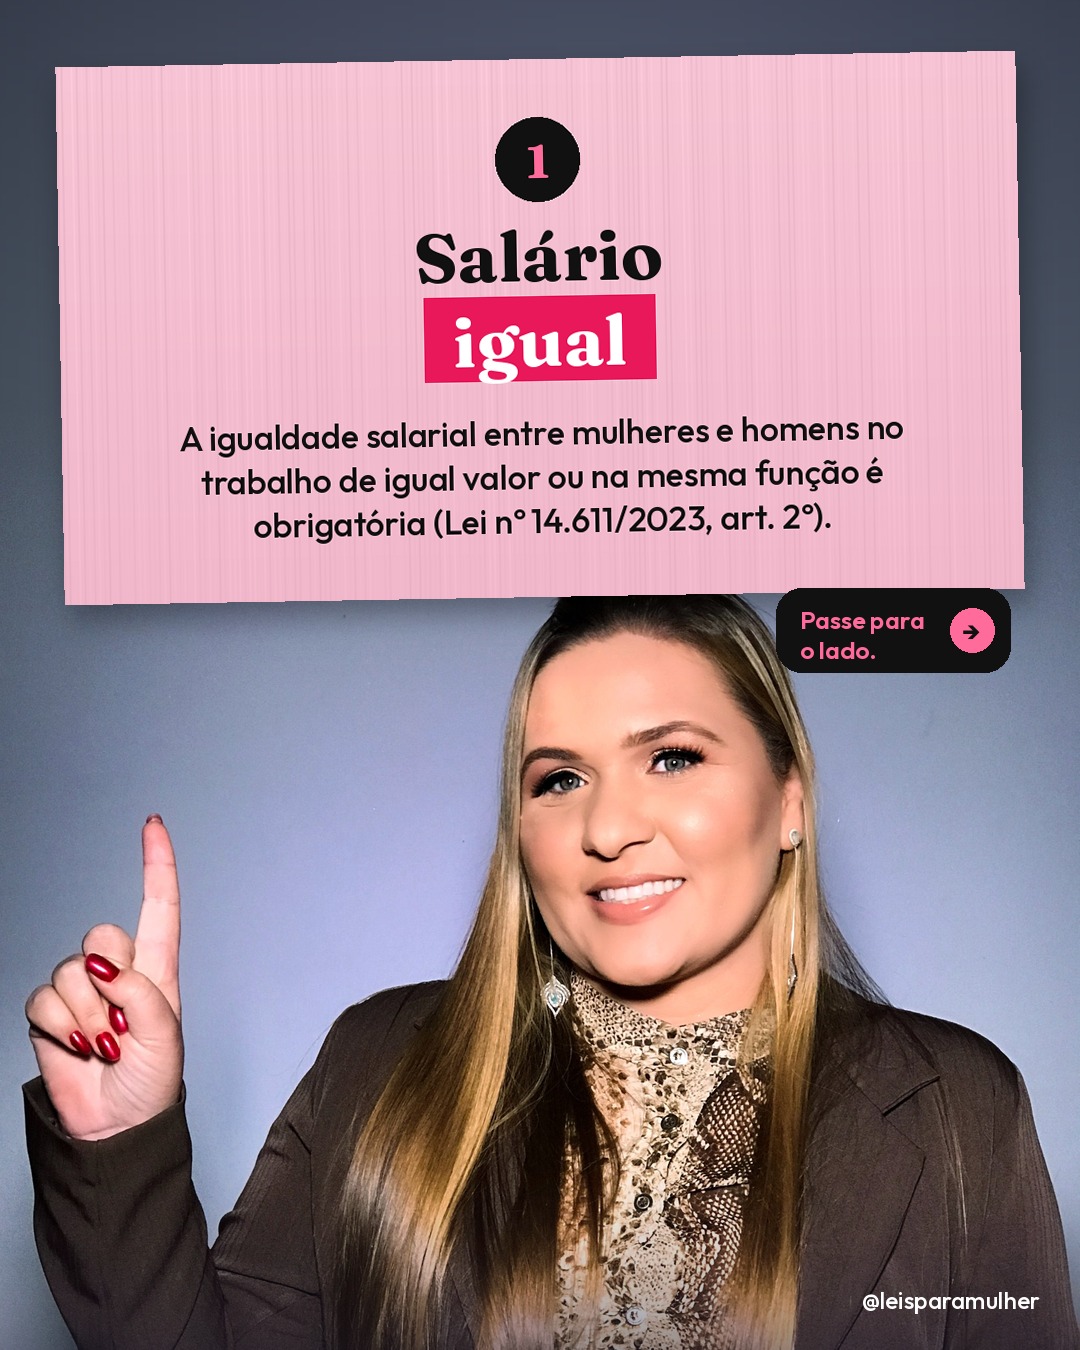 1
Salário
igual
A igualdade salarial entre mulheres e homens no
trabalho de igual valor ou na mesma função é
obrigatória (Lei nº 14.611/2023, art. 2º).
Passe para
o lado.
@leisparamulher